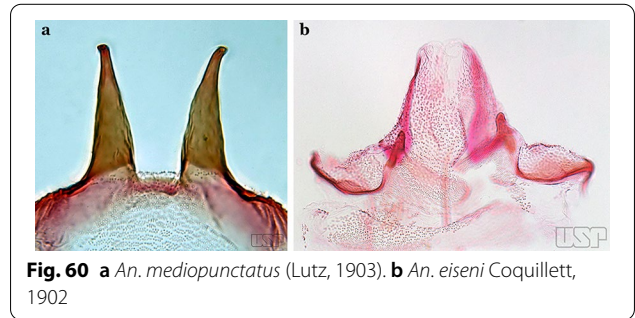 a
b
USP
USP
Fig. 60 a An. mediopunctatus (Lutz, 1903). b An. eiseni Coquillett,
1902